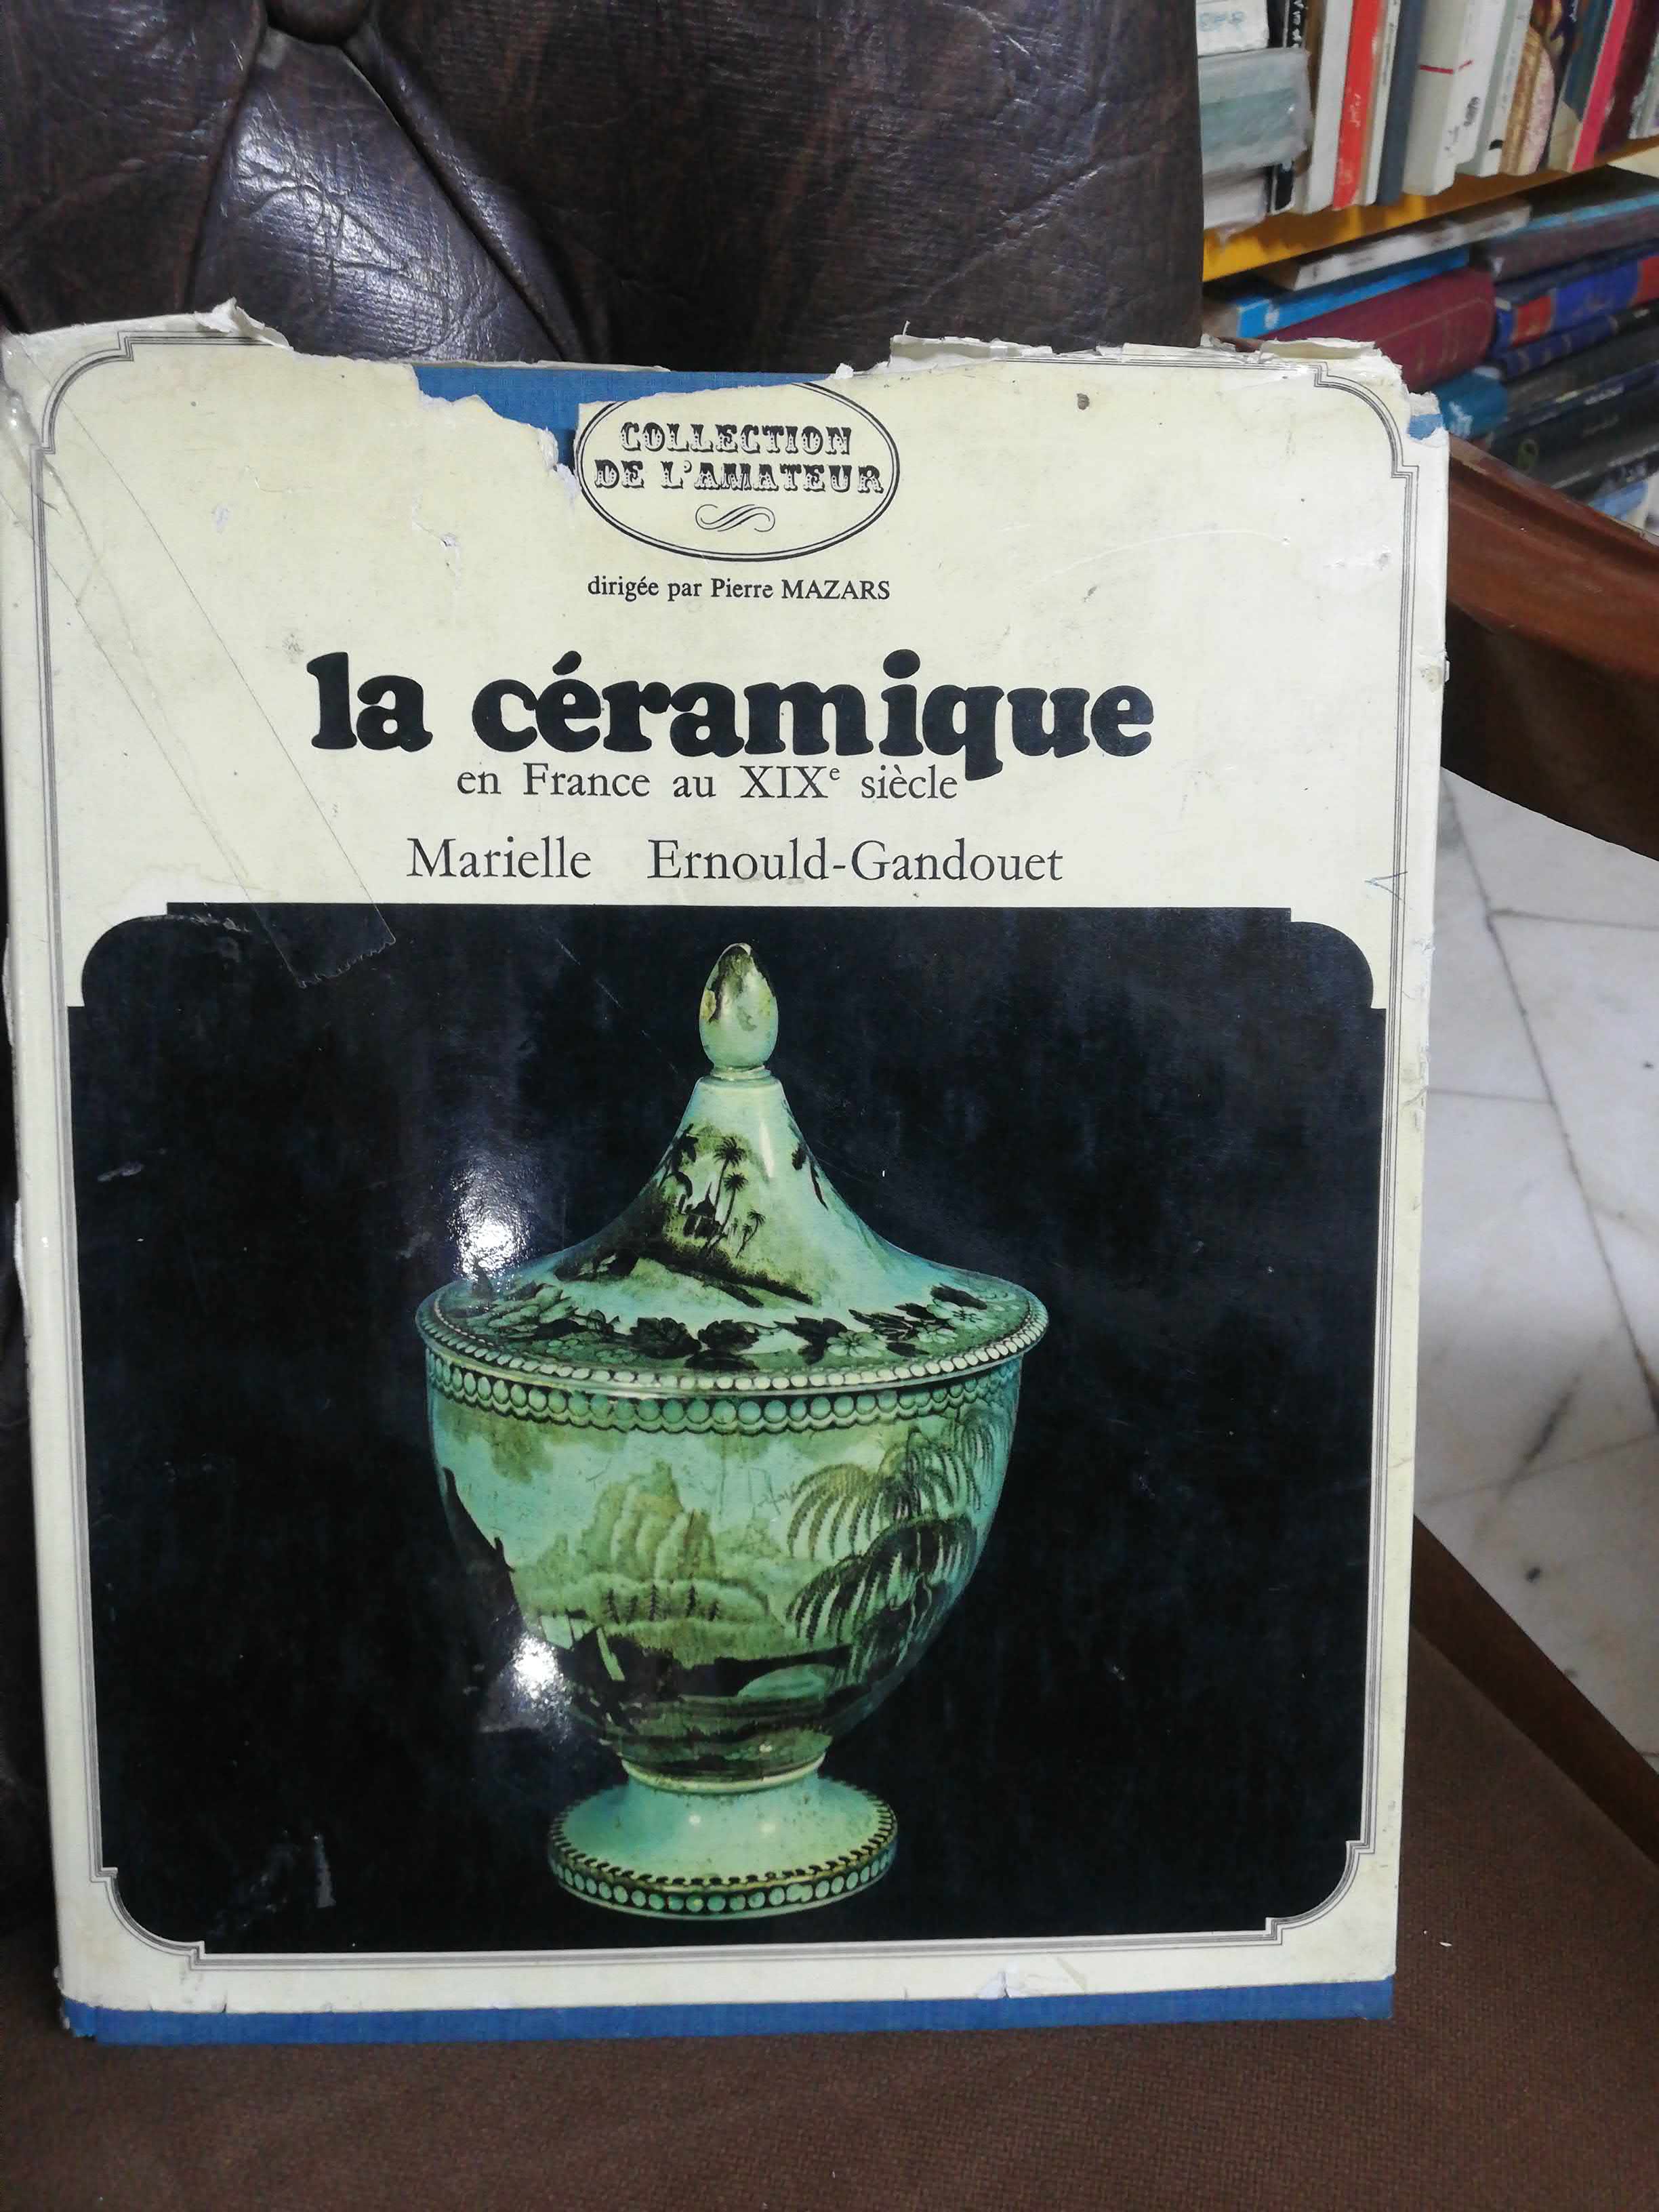 COLLECTION
DE L'AMATEUR
dirigée par Pierre MAZARS
la céramique
en France au XIXe siècle
Marielle Ernould-Gandouet